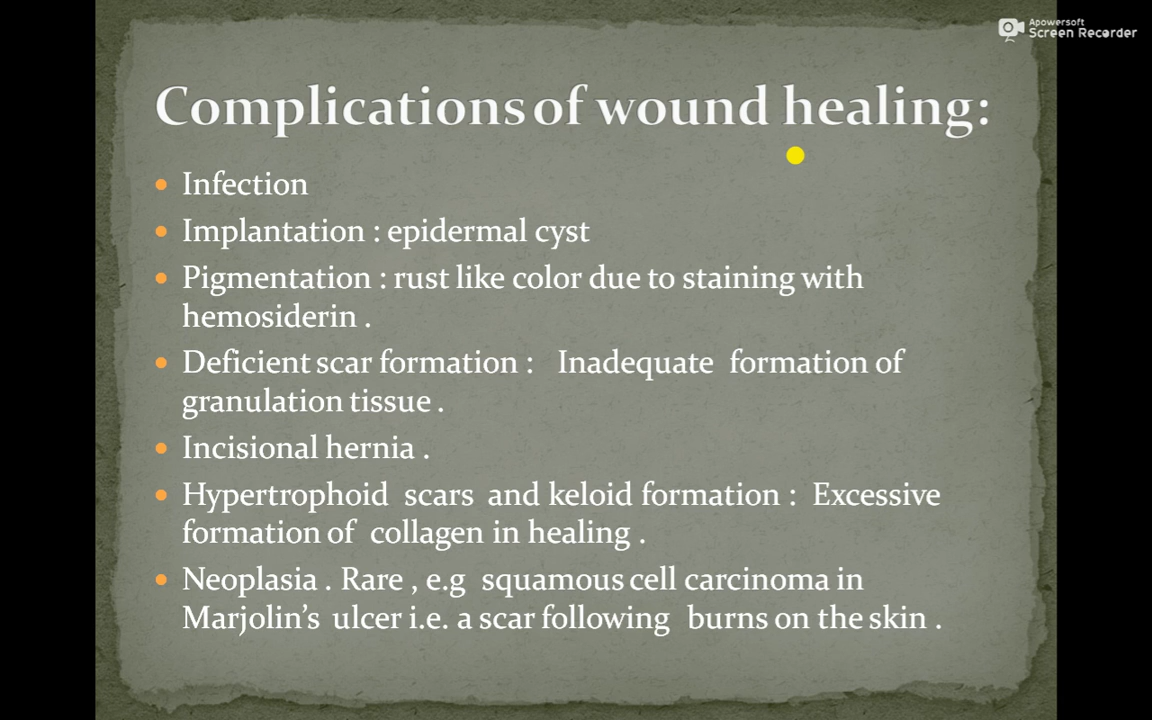 Apowersoft
Screen Recorder
Complications of wound healing:
Infection
Implantation : epidermal cyst
Pigmentation : rust like color due to staining with
hemosiderin .
Deficient scar formation : Inadequate formation of
granulation tissue .
Incisional hernia .
Hypertrophoid scars and keloid formation : Excessive
formation of collagen in healing .
Neoplasia . Rare , e.g squamous cell carcinoma in
Marjolin’s ulcer i.e. a scar following burns on the skin .